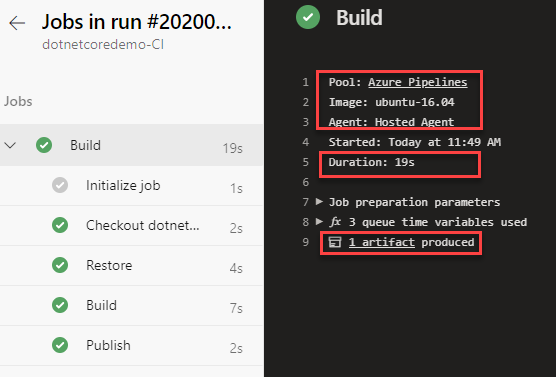 Jobs in run #20200...
dotnetcoredemo-CI
Jobs
Build 19s
Initialize job 1s
Checkout dotnet... 2s
Restore 4s
Build 7s
Publish 2s
Build
1 Pool: Azure Pipelines
2 Image: ubuntu-16.04
3 Agent: Hosted Agent
4 Started: Today at 11:49 AM
5 Duration: 19s
6
7 Job preparation parameters
8 fx 3 queue time variables used
9 1 artifact produced